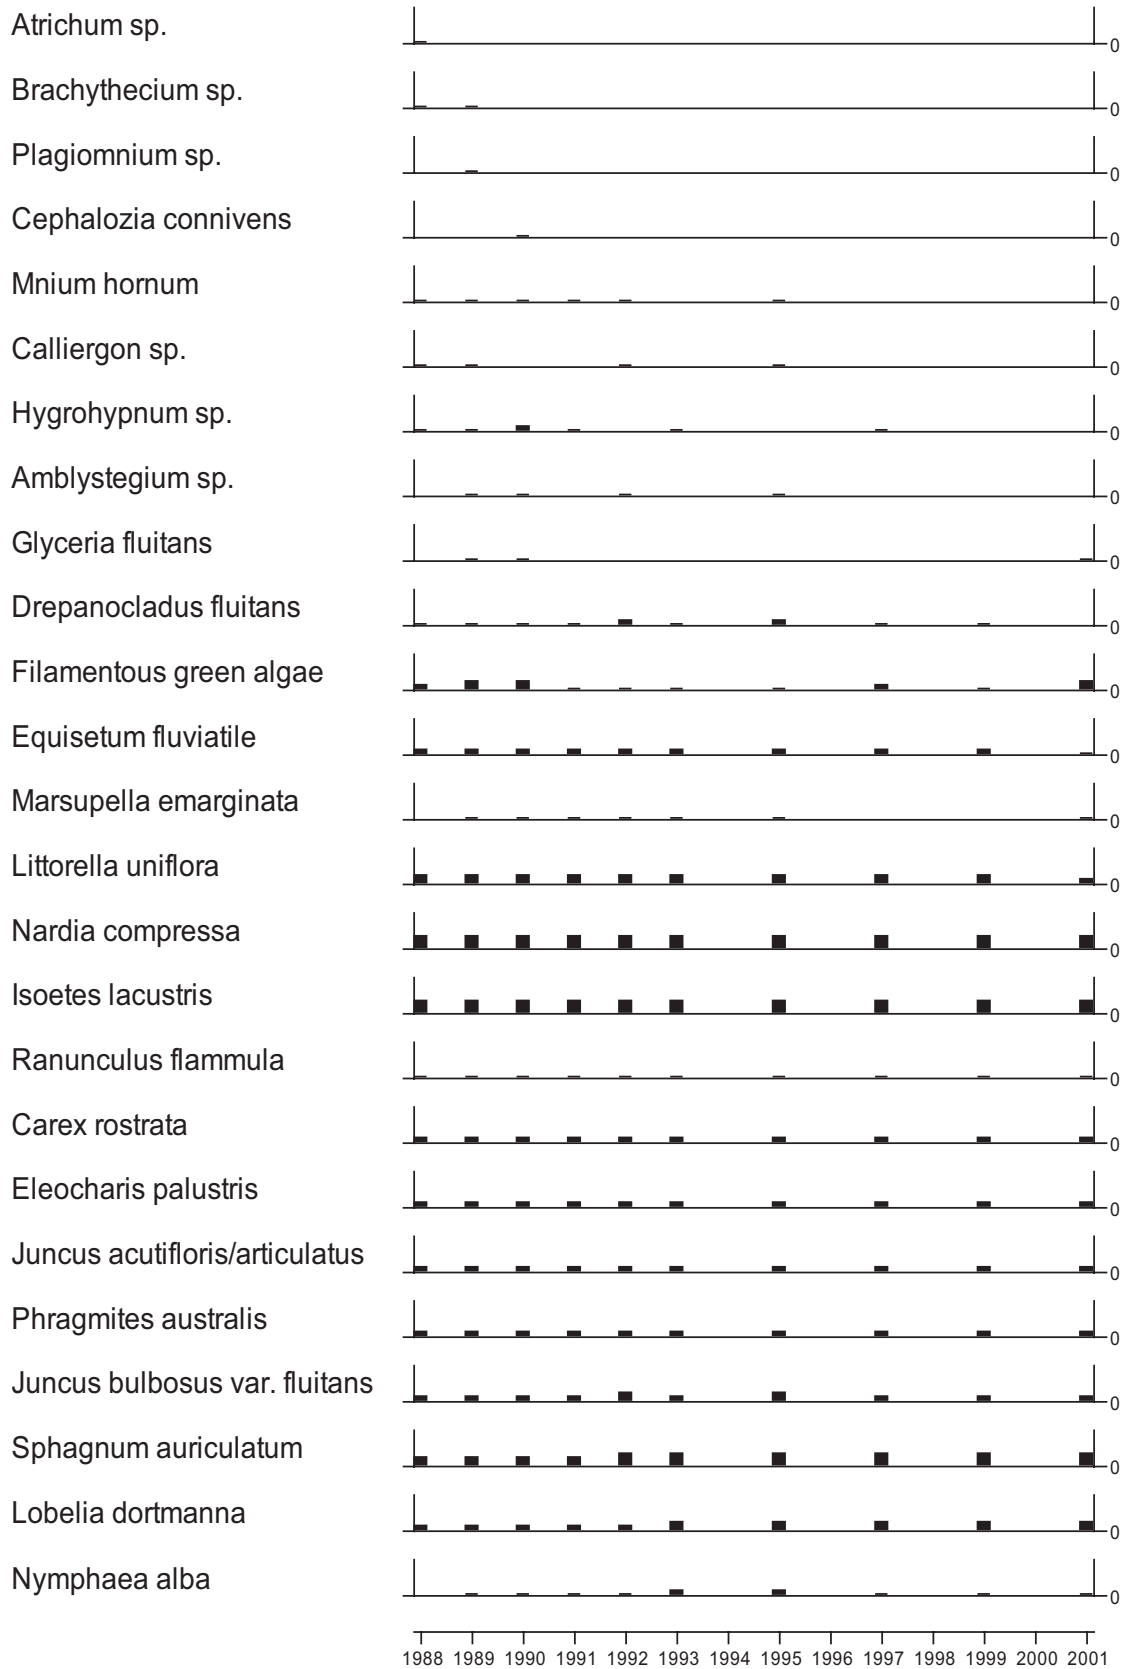 Atrichum sp. 0
Brachythecium sp. 0
Plagiomnium sp. 0
Cephalozia connivens 0
Mnium hornum 0
Calliergon sp. 0
Hygrohypnum sp. 0
Amblystegium sp. 0
Glyceria fluitans 0
Drepanocladus fluitans 0
Filamentous green algae 0
Equisetum fluviatile 0
Marsupella emarginata 0
Littorella uniflora 0
Nardia compressa 0
Isoetes lacustris 0
Ranunculus flammula 0
Carex rostrata 0
Eleocharis palustris 0
Juncus acutifloris/articulatus 0
Phragmites australis 0
Juncus bulbosus var. fluitans 0
Sphagnum auriculatum 0
Lobelia dortmanna 0
Nymphaea alba 0
1988 1989 1990 1991 1992 1993 1994 1995 1996 1997 1998 1999 2000 2001